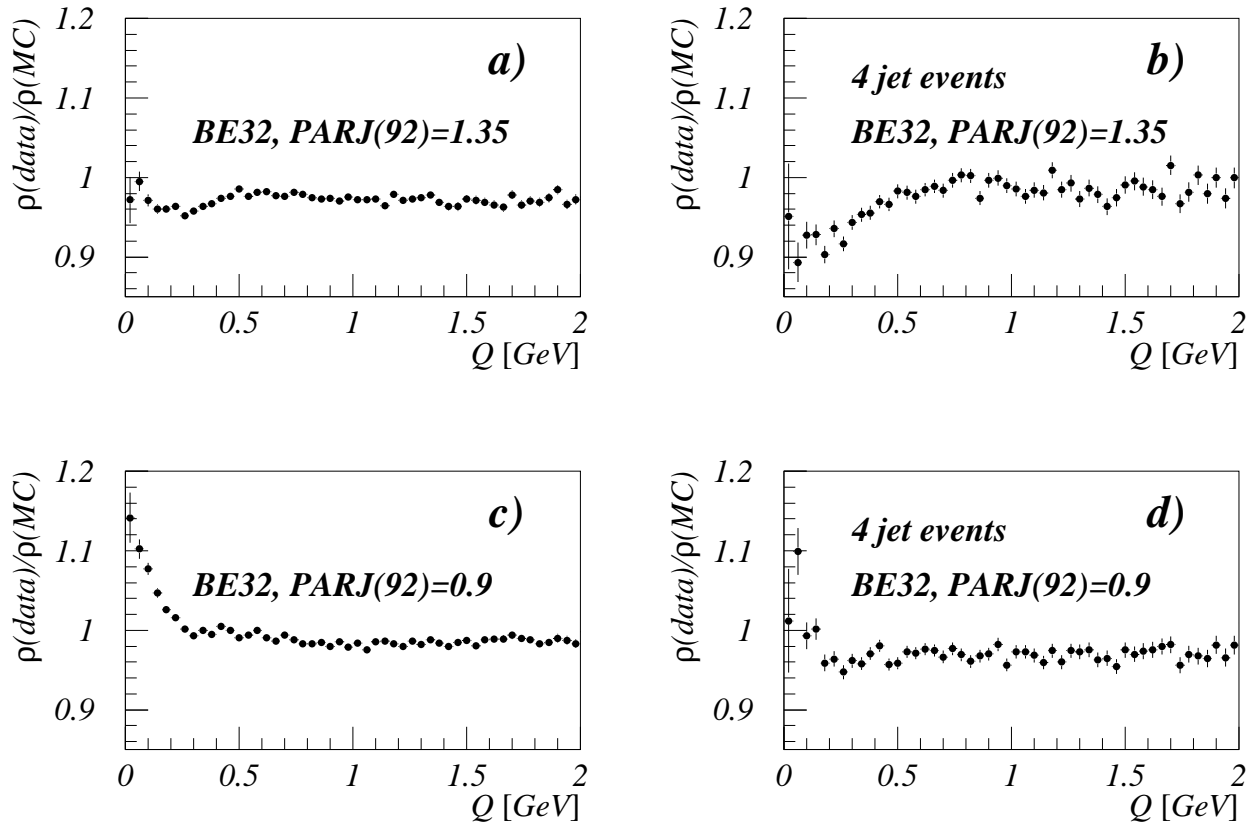 ρ(data)/ρ(MC)
1.2
1.1
1
0.9
a)
BE32, PARJ(92)=1.35
0 0.5 1 1.5 2
Q [GeV]
ρ(data)/ρ(MC)
1.2
1.1
1
0.9
b)
4 jet events
BE32, PARJ(92)=1.35
0 0.5 1 1.5 2
Q [GeV]
ρ(data)/ρ(MC)
1.2
1.1
1
0.9
c)
BE32, PARJ(92)=0.9
0 0.5 1 1.5 2
Q [GeV]
ρ(data)/ρ(MC)
1.2
1.1
1
0.9
d)
4 jet events
BE32, PARJ(92)=0.9
0 0.5 1 1.5 2
Q [GeV]